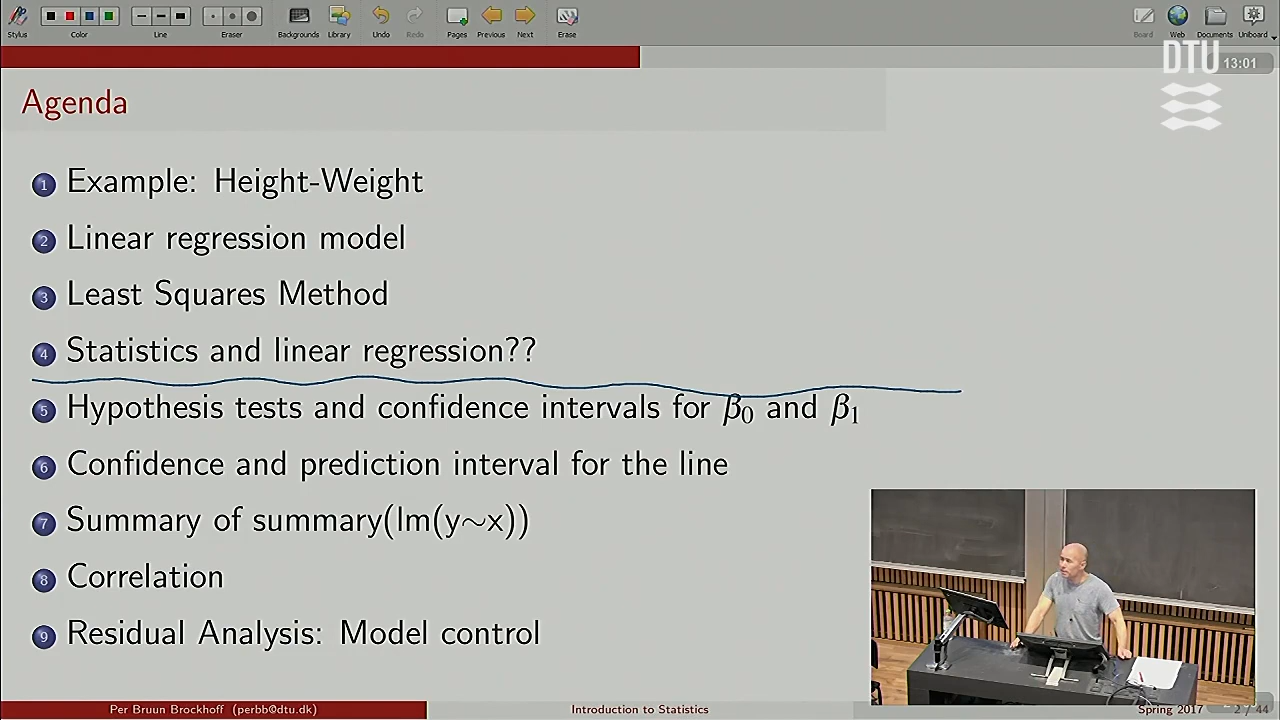 Stylus Color Line Eraser Backgrounds Library Undo Redo Pages Previous Next Erase Board Web Documents Uniboard
DTU
13:01
Agenda
1 Example: Height-Weight
2 Linear regression model
3 Least Squares Method
4 Statistics and linear regression??
5 Hypothesis tests and confidence intervals for β0 and β1
6 Confidence and prediction interval for the line
7 Summary of summary(lm(y~x))
8 Correlation
9 Residual Analysis: Model control
Per Bruun Brockhoff (perbb@dtu.dk) Introduction to Statistics Spring 2017 2 / 44